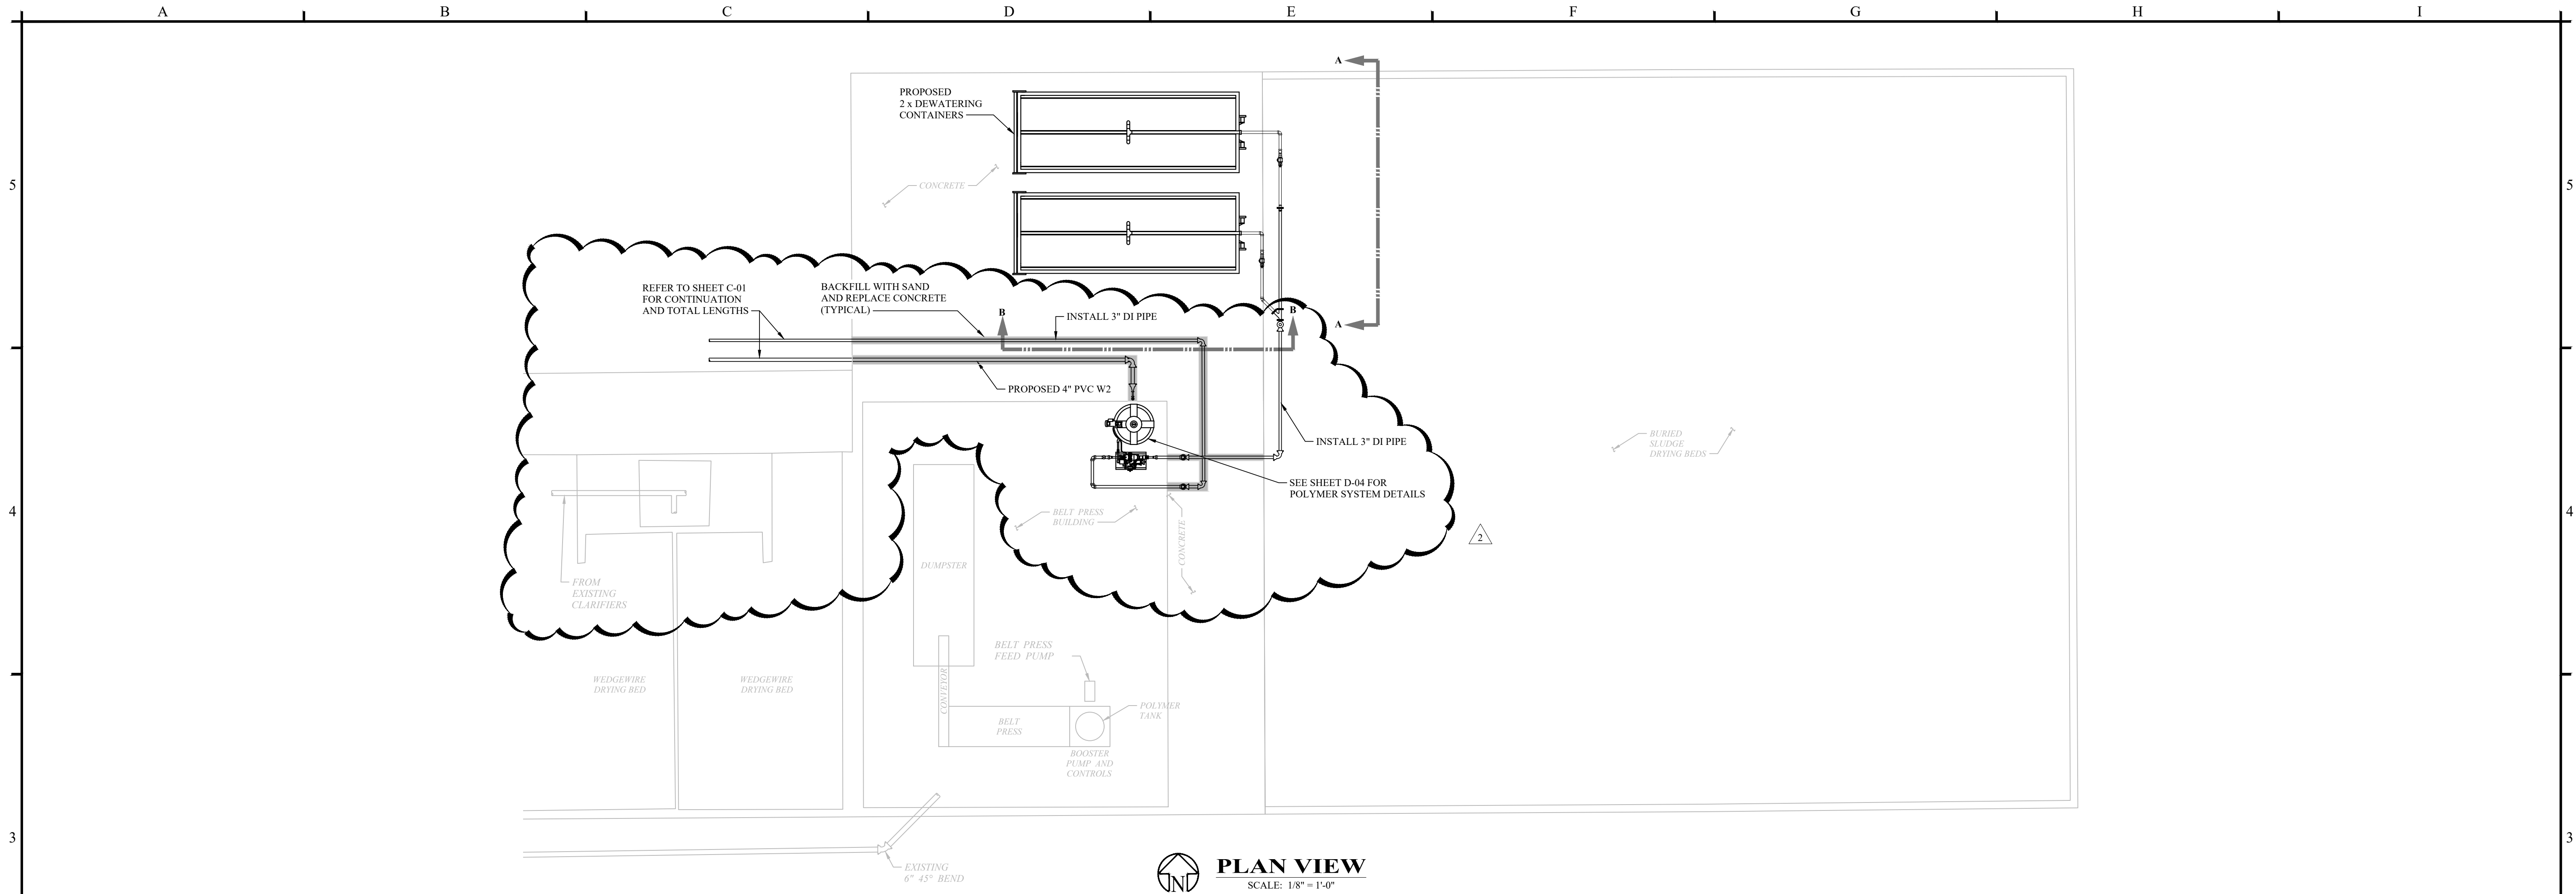 A B C D E F G H I
A
PROPOSED
2 x DEWATERING
CONTAINERS
5
CONCRETE
5
REFER TO SHEET C-01
FOR CONTINUATION
AND TOTAL LENGTHS
BACKFILL WITH SAND
AND REPLACE CONCRETE
(TYPICAL)
B
INSTALL 3" DI PIPE
B
A
PROPOSED 4" PVC W2
INSTALL 3" DI PIPE
BURIED
SLUDGE
DRYING BEDS
SEE SHEET D-04 FOR
POLYMER SYSTEM DETAILS
4
BELT PRESS
BUILDING
CONCRETE
2
4
DUMPSTER
FROM
EXISTING
CLARIFIERS
BELT PRESS
FEED PUMP
WEDGEWIRE
DRYING BED
WEDGEWIRE
DRYING BED
CONVEYOR
POLYMER
TANK
BELT
PRESS
BOOSTER
PUMP AND
CONTROLS
3
3
EXISTING
6" 45° BEND
N
PLAN VIEW
SCALE: 1/8" = 1'-0"